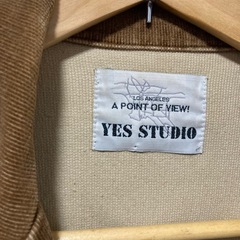 LOS ANGELES
A POINT OF VIEW!
YES STUDIO